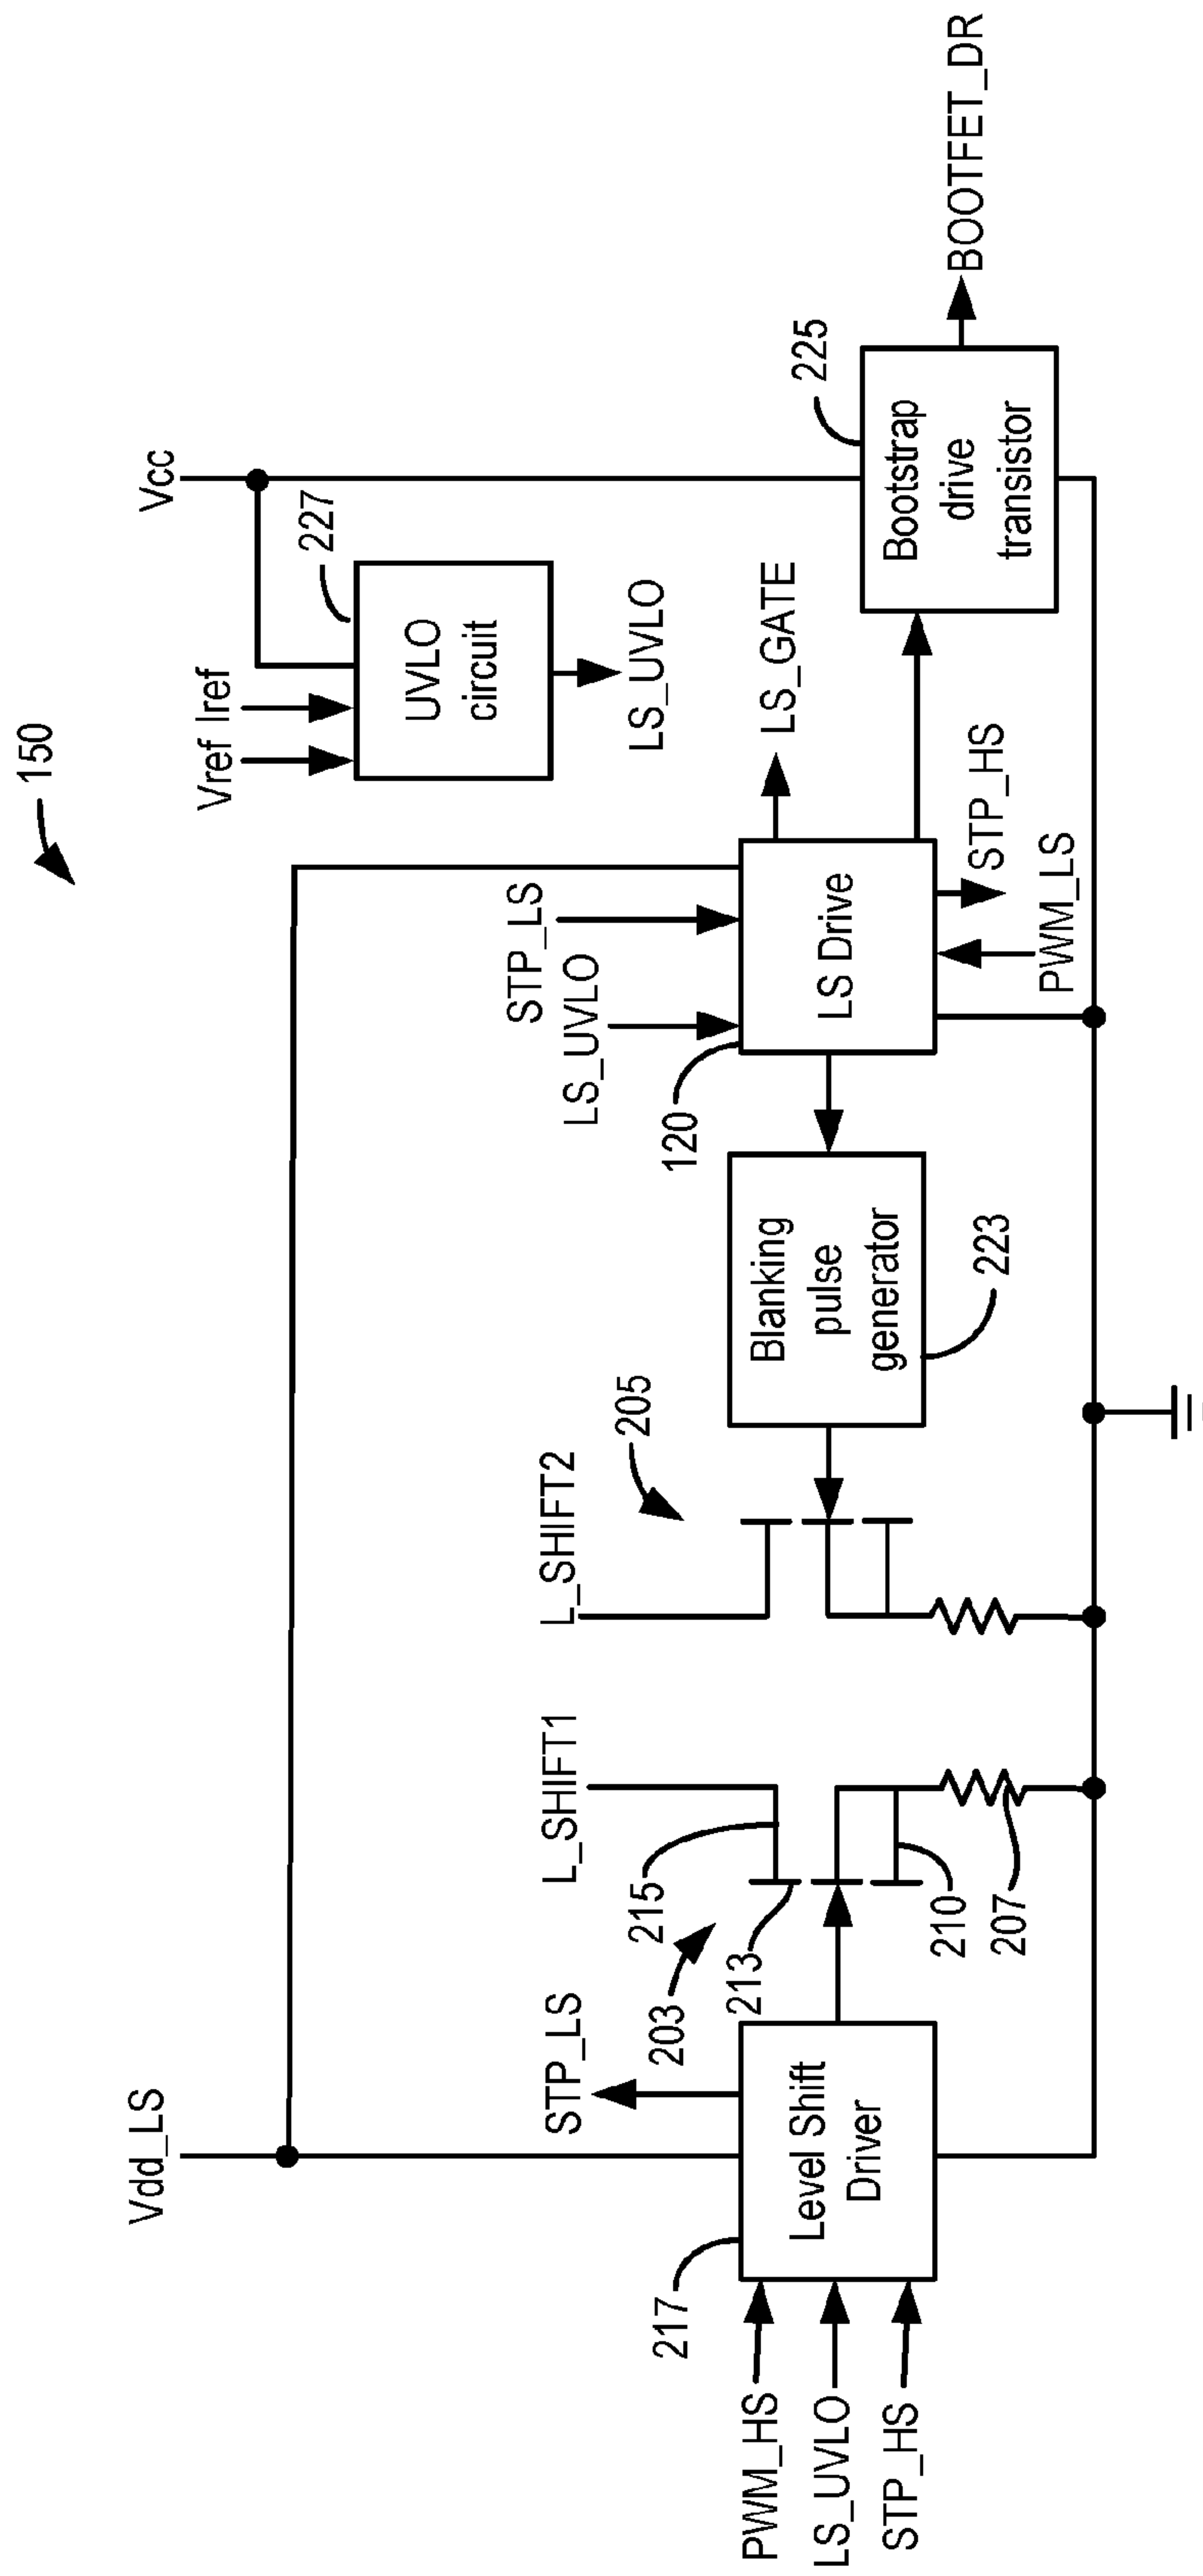 150
Vdd_LS
Vref
Iref
Vcc
227
UVLO
circuit
LS_UVLO
STP_LS
L_SHIFT1
L_SHIFT2
205
STP_LS
LS_UVLO
LS_GATE
225
217
203
213
215
120
PWM_HS
LS_UVLO
STP_HS
Level Shift
Driver
210
207
Blanking
pulse
generator
223
LS Drive
STP_HS
PWM_LS
Bootstrap
drive
transistor
BOOTFET_DR